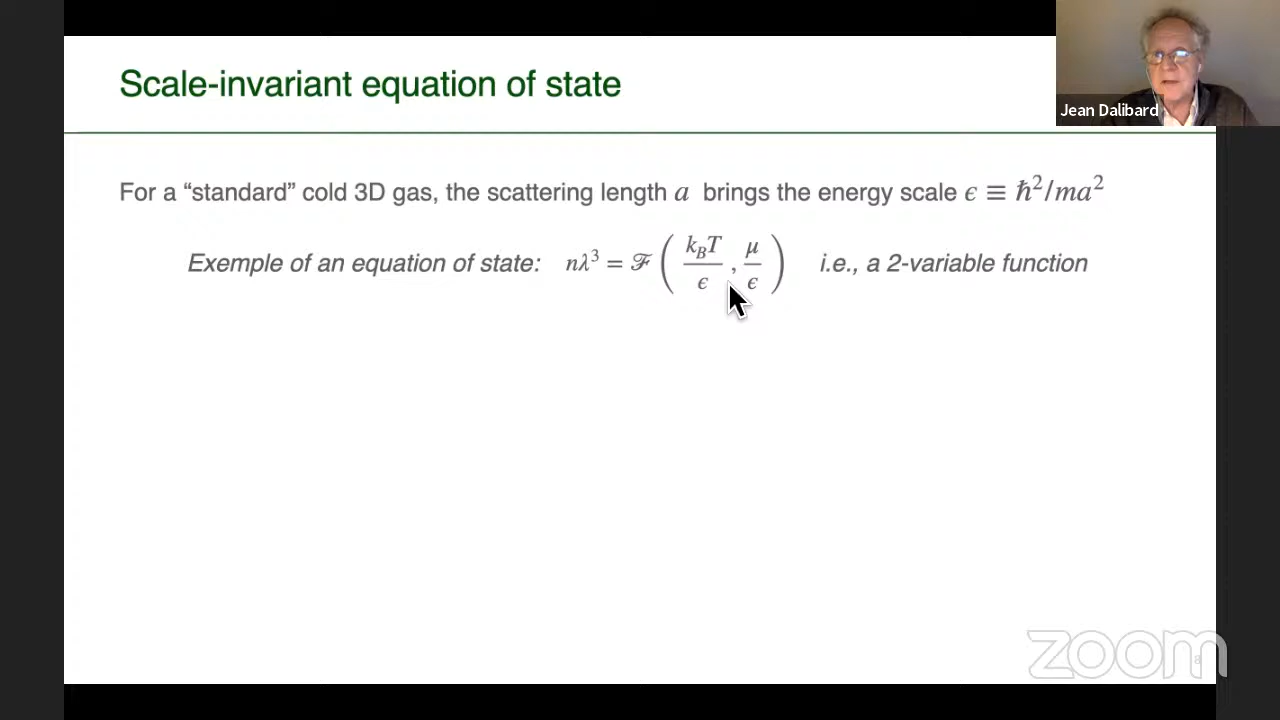 Scale-invariant equation of state
Jean Dalibard
For a “standard” cold 3D gas, the scattering length a brings the energy scale ϵ ≡ ħ²/ma²
Exemple of an equation of state: nλ³ = ℱ ( k_BT/ϵ , μ/ϵ ) i.e., a 2-variable function
zoom
8